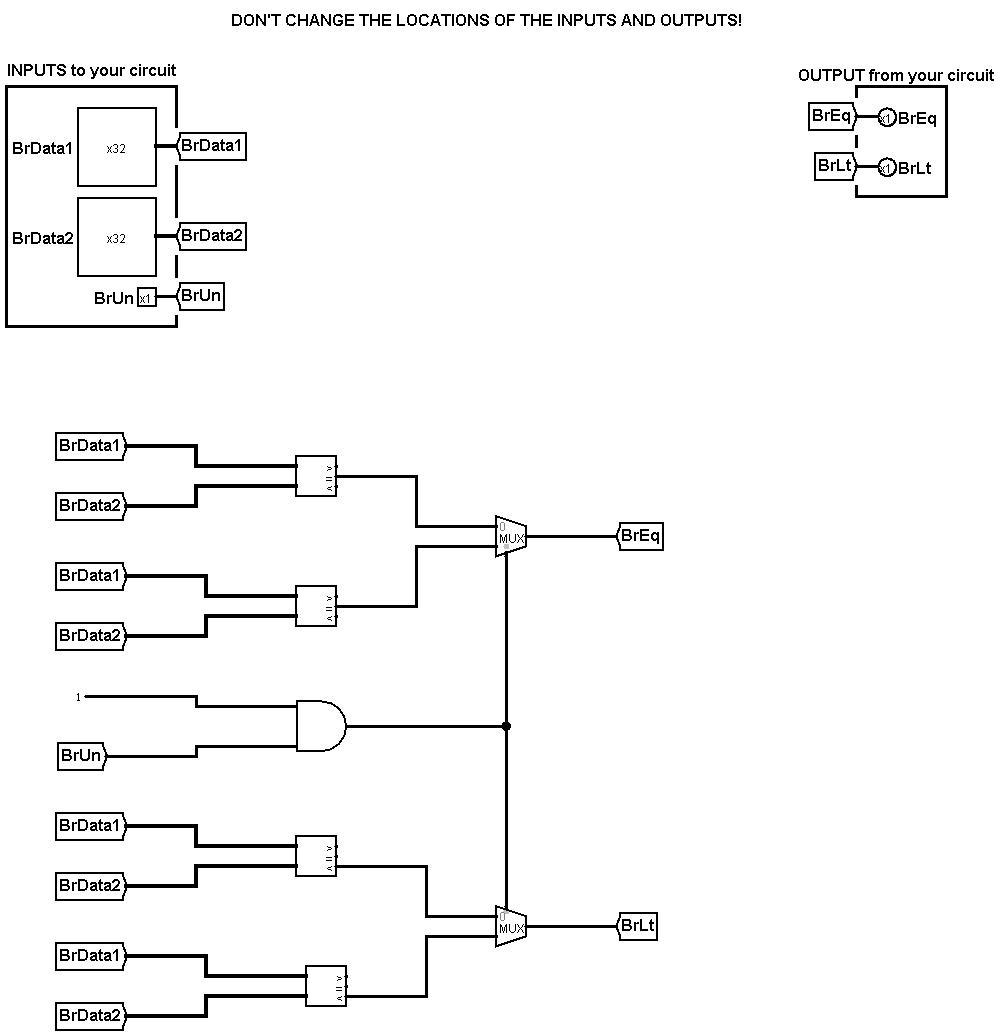 DON'T CHANGE THE LOCATIONS OF THE INPUTS AND OUTPUTS!
INPUTS to your circuit
OUTPUT from your circuit
BrData1 x32 BrData1
BrEq x1 BrEq
BrLt x1 BrLt
BrData2 x32 BrData2
BrUn x1 BrUn
BrData1
> = <
BrData2
0 MUX BrEq
BrData1
> = <
BrData2
1
BrUn
BrData1
> = <
BrData2
0 MUX BrLt
BrData1
> = <
BrData2